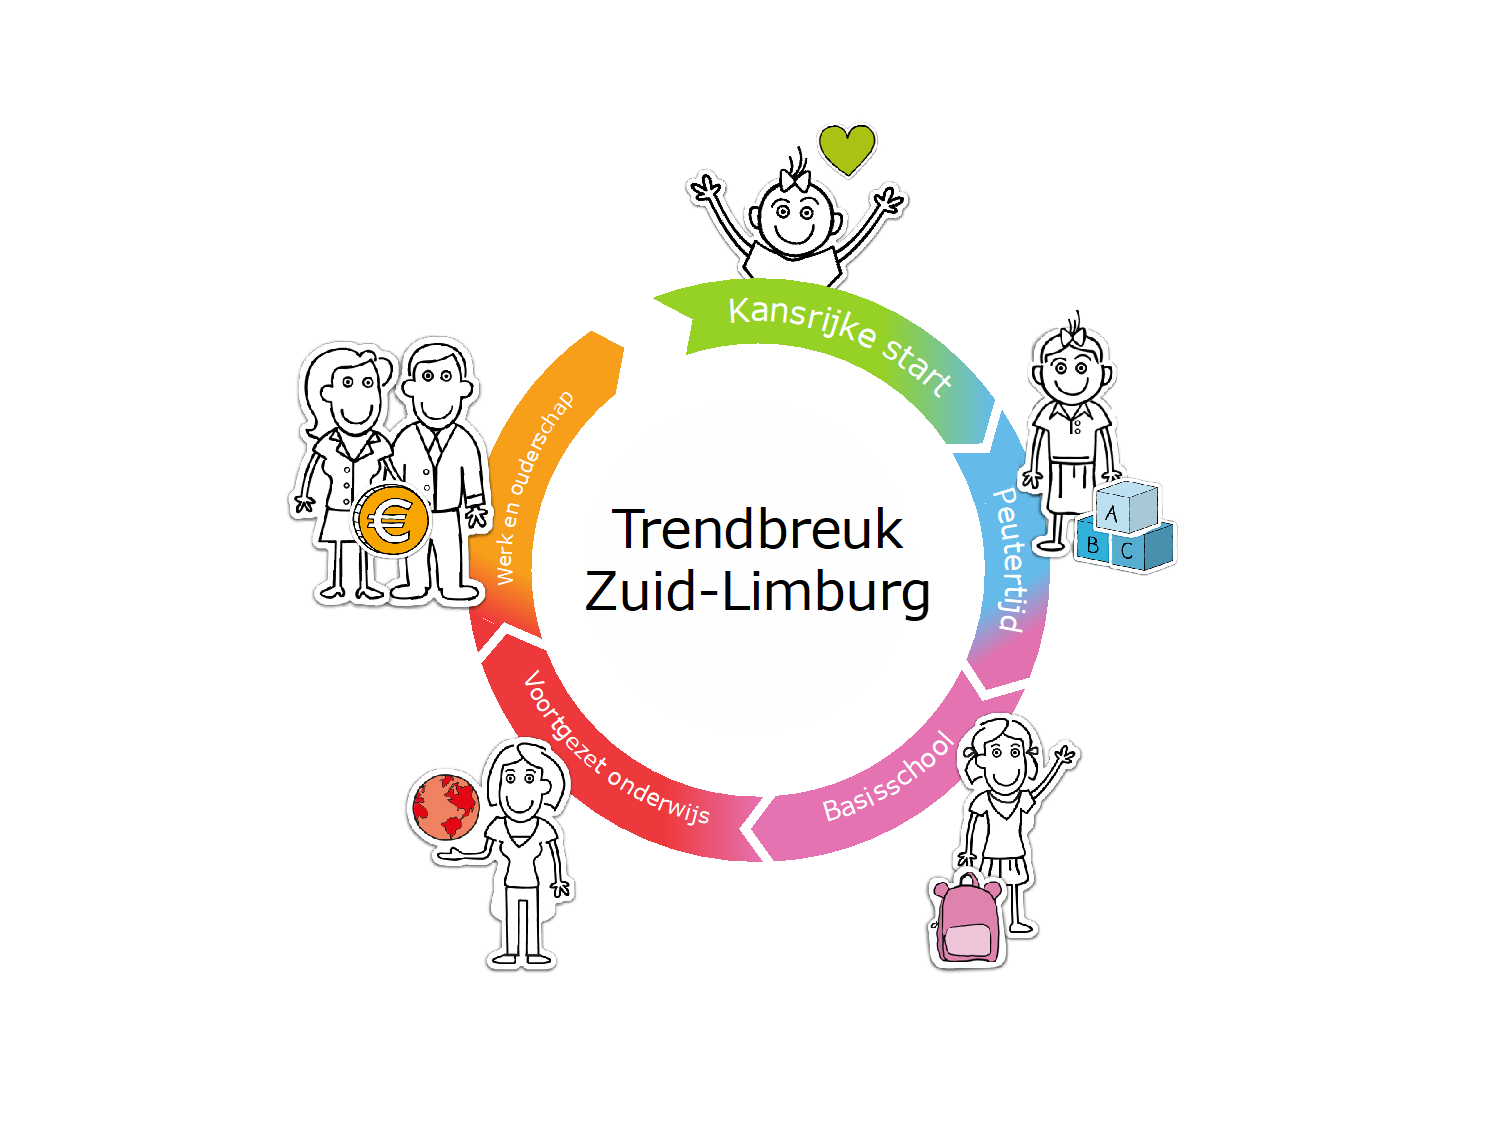 Kansrijke start
Peutertijd
A
B C
Basisschool
Voortgezet onderwijs
Werk en ouderschap
€
Trendbreuk
Zuid-Limburg